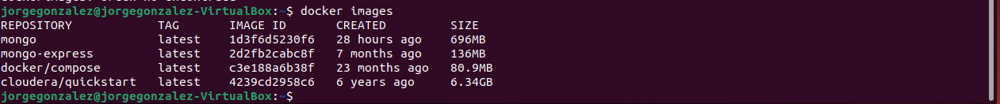 jorgegonzalez@jorgegonzalez-VirtualBox:~$ docker images
REPOSITORY TAG IMAGE ID CREATED SIZE
mongo latest 1d3f6d5230f6 28 hours ago 696MB
mongo-express latest 2d2fb2cabc8f 7 months ago 136MB
docker/compose latest c3e188a6b38f 23 months ago 80.9MB
cloudera/quickstart latest 4239cd2958c6 6 years ago 6.34GB
jorgegonzalez@jorgegonzalez-VirtualBox:~$